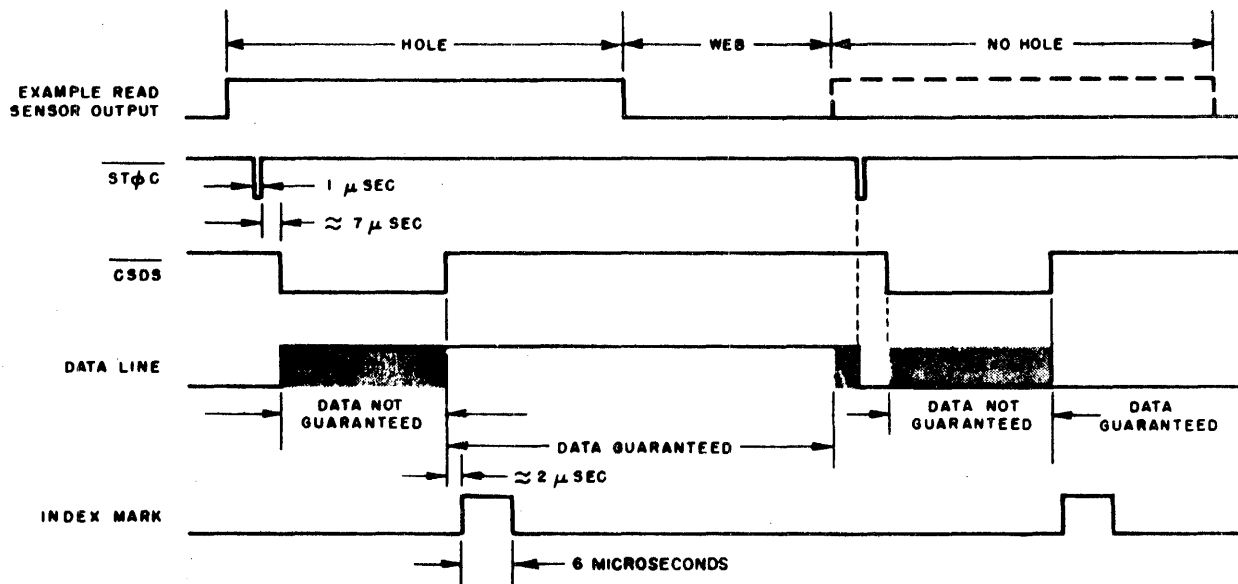 HOLE
WEB
NO HOLE
EXAMPLE READ
SENSOR OUTPUT
STϕC
1 μ SEC
≈ 7 μ SEC
CSDS
DATA LINE
DATA NOT
GUARANTEED
DATA NOT
GUARANTEED
DATA
GUARANTEED
DATA GUARANTEED
≈ 2 μ SEC
INDEX MARK
6 MICROSECONDS